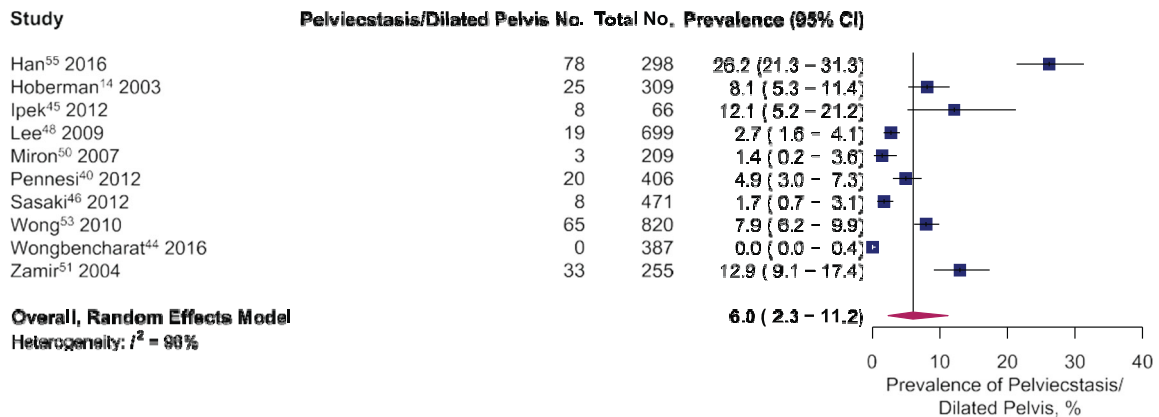 Study Pelviecstasis/Dilated Pelvis No. Total No. Prevalence (95% CI)
Han55 2016 78 298 26.2 (21.3 – 31.3)
Hoberman14 2003 25 309 8.1 ( 5.3 – 11.4)
Ipek45 2012 8 66 12.1 ( 5.2 – 21.2)
Lee48 2009 19 699 2.7 ( 1.6 – 4.1)
Miron50 2007 3 209 1.4 ( 0.2 – 3.6)
Pennesi40 2012 20 406 4.9 ( 3.0 – 7.3)
Sasaki46 2012 8 471 1.7 ( 0.7 – 3.1)
Wong53 2010 65 820 7.9 ( 6.2 – 9.9)
Wongbencharat44 2016 0 387 0.0 ( 0.0 – 0.4)
Zamir51 2004 33 255 12.9 ( 9.1 – 17.4)
Overall, Random Effects Model 6.0 ( 2.3 – 11.2)
Heterogeneity: I2 = 98%
0 10 20 30 40
Prevalence of Pelviecstasis/
Dilated Pelvis, %